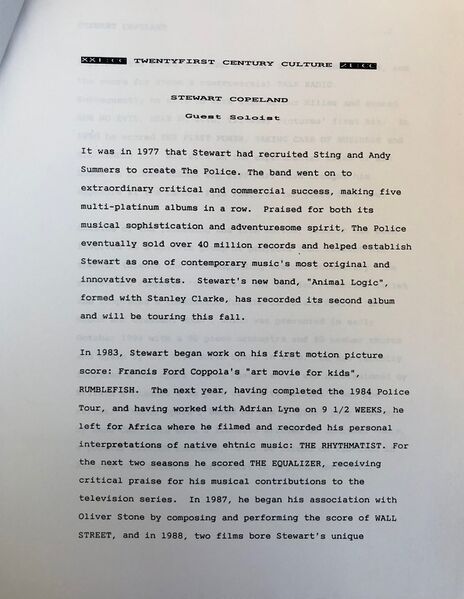 XXI:CC TWENTYFIRST CENTURY CULTURE 21:CC
STEWART COPELAND
Guest Soloist
It was in 1977 that Stewart had recruited Sting and Andy
Summers to create The Police. The band went on to
extraordinary critical and commercial success, making five
multi-platinum albums in a row. Praised for both its
musical sophistication and adventuresome spirit, The Police
eventually sold over 40 million records and helped establish
Stewart as one of contemporary music's most original and
innovative artists. Stewart's new band, "Animal Logic",
formed with Stanley Clarke, has recorded its second album
and will be touring this fall.
In 1983, Stewart began work on his first motion picture
score: Francis Ford Coppola's "art movie for kids",
RUMBLEFISH. The next year, having completed the 1984 Police
Tour, and having worked with Adrian Lyne on 9 1/2 WEEKS, he
left for Africa where he filmed and recorded his personal
interpretations of native ehtnic music: THE RHYTHMATIST. For
the next two seasons he scored THE EQUALIZER, receiving
critical praise for his musical contributions to the
television series. In 1987, he began his association with
Oliver Stone by composing and performing the score of WALL
STREET, and in 1988, two films bore Stewart's unique